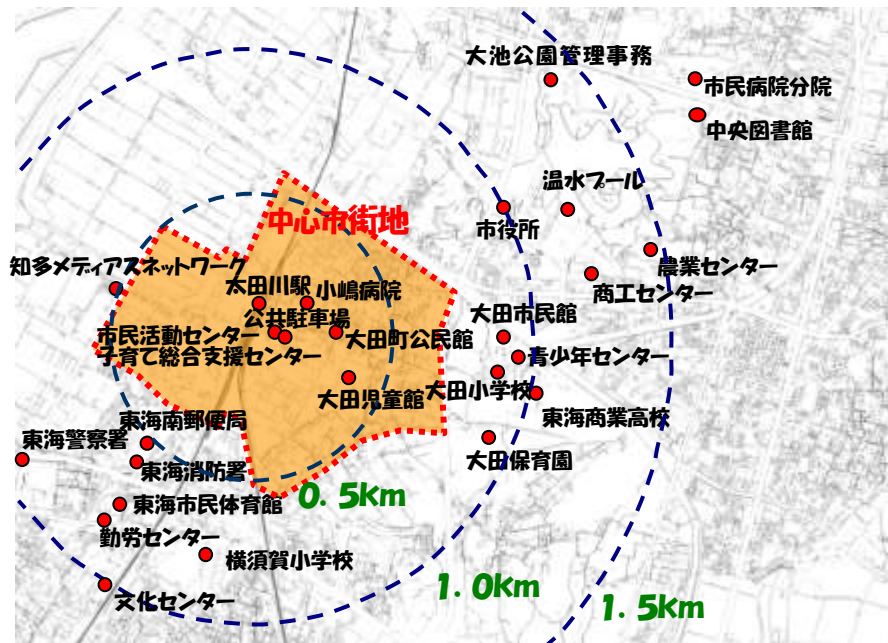 大池公園管理事務
市民病院分院
中央図書館
温水プール
中心市街地
市役所
知多メディアスネットワーク
農業センター
太田川駅
小嶋病院
商工センター
公共駐車場
市民活動センター
大田町公民館
大田市民館
子育て総合支援センター
青少年センター
大田児童館
大田小学校
東海南郵便局
東海商業高校
東海警察署
東海消防署
大田保育園
0.5km
東海市民体育館
勤労センター
横須賀小学校
1.0km
文化センター
1.5km